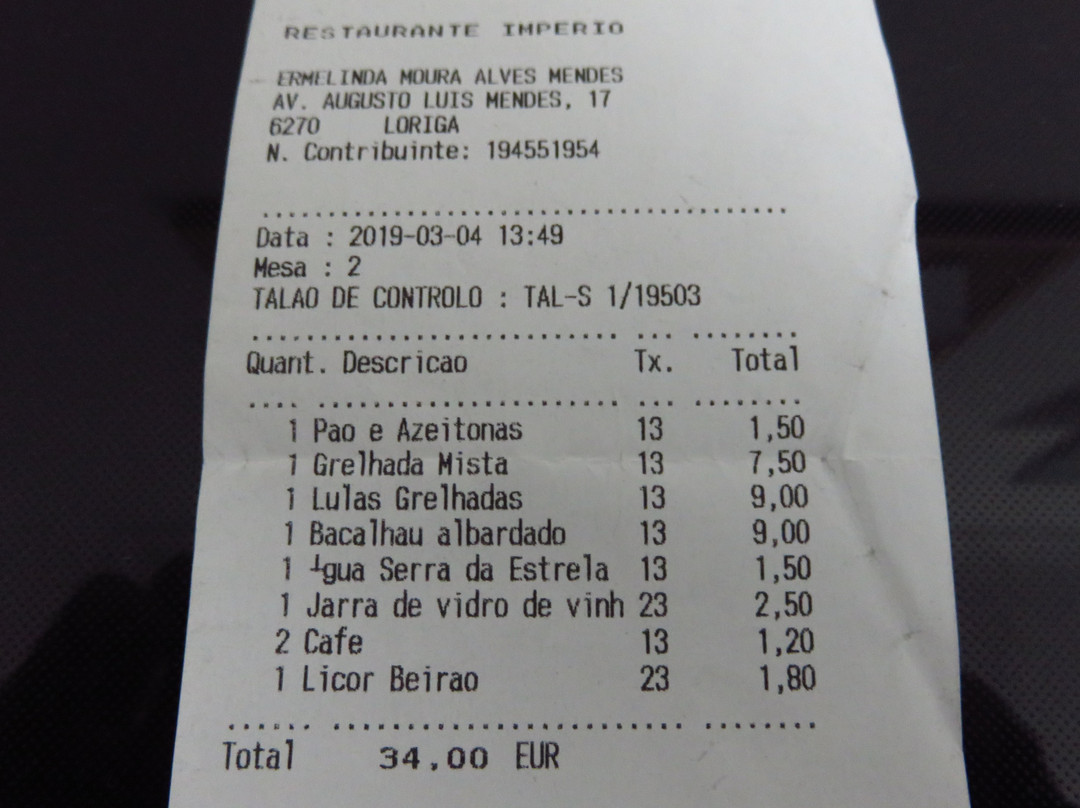 RESTAURANTE IMPERIO
ERMELINDA MOURA ALVES MENDES
AV. AUGUSTO LUIS MENDES, 17
6270 LORIGA
N. Contribuinte: 194551954
Data : 2019-03-04 13:49
Mesa : 2
TALAO DE CONTROLO : TAL-S 1/19503
Quant. Descricao Tx. Total
1 Pao e Azeitonas 13 1,50
1 Grelhada Mista 13 7,50
1 Lulas Grelhadas 13 9,00
1 Bacalhau albardado 13 9,00
1 ┴gua Serra da Estrela 13 1,50
1 Jarra de vidro de vinh 23 2,50
2 Cafe 13 1,20
1 Licor Beirao 23 1,80
Total 34,00 EUR